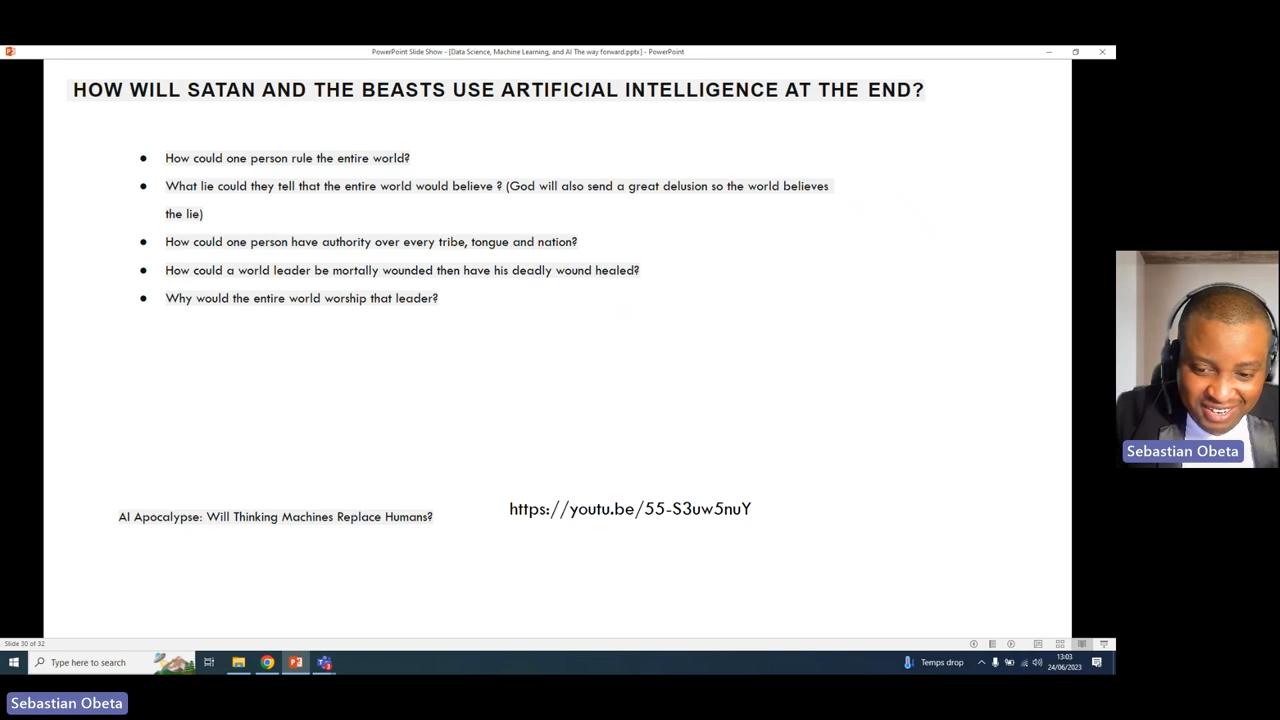 PowerPoint Slide Show - [Data Science, Machine Learning, and AI The way forward.pptx] - PowerPoint
HOW WILL SATAN AND THE BEASTS USE ARTIFICIAL INTELLIGENCE AT THE END?
● How could one person rule the entire world?
● What lie could they tell that the entire world would believe ? (God will also send a great delusion so the world believes
the lie)
● How could one person have authority over every tribe, tongue and nation?
● How could a world leader be mortally wounded then have his deadly wound healed?
● Why would the entire world worship that leader?
Sebastian Obeta
AI Apocalypse: Will Thinking Machines Replace Humans?
https://youtu.be/55-S3uw5nuY
Slide 30 of 32
Type here to search
Temps drop
13:03
24/06/2023
Sebastian Obeta